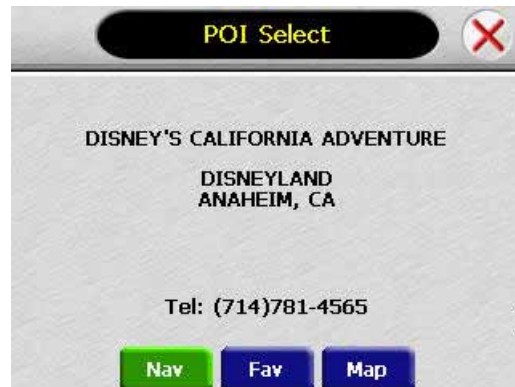 POI Select
DISNEY'S CALIFORNIA ADVENTURE
DISNEYLAND
ANAHEIM, CA
Tel: (714)781-4565
Nav Fav Map